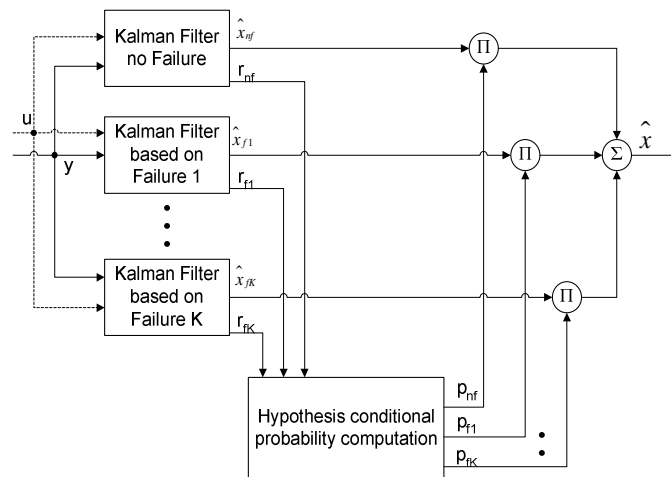 Kalman Filter
no Failure
x̂nf
rnf
Π
u
y
Kalman Filter
based on
Failure 1
x̂f1
rf1
Π
Σ
x̂
Kalman Filter
based on
Failure K
x̂fK
rfK
Π
Hypothesis conditional
probability computation
pnf
pf1
pfK